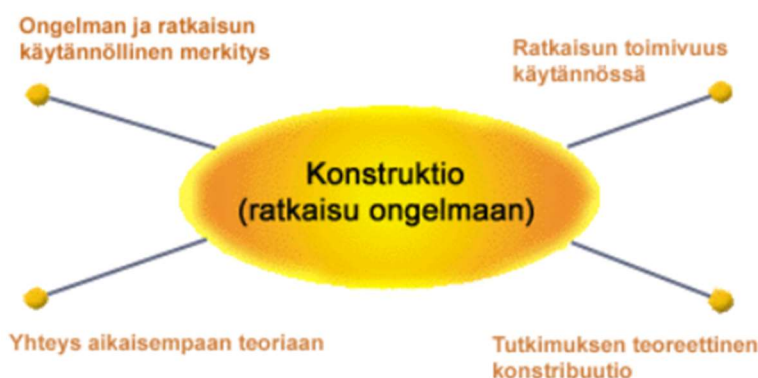 Ongelman ja ratkaisun
käytännöllinen merkitys
Ratkaisun toimivuus
käytännössä
Konstruktio
(ratkaisu ongelmaan)
Yhteys aikaisempaan teoriaan
Tutkimuksen teoreettinen
konstribuutio